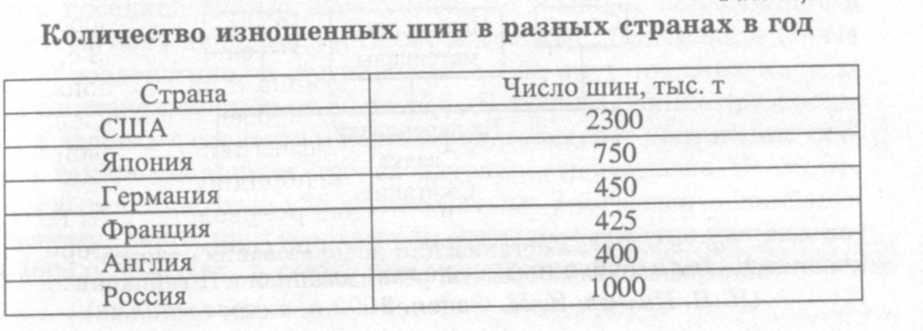 Количество изношенных шин в разных странах в год
Страна Число шин, тыс. т
США 2300
Япония 750
Германия 450
Франция 425
Англия 400
Россия 1000